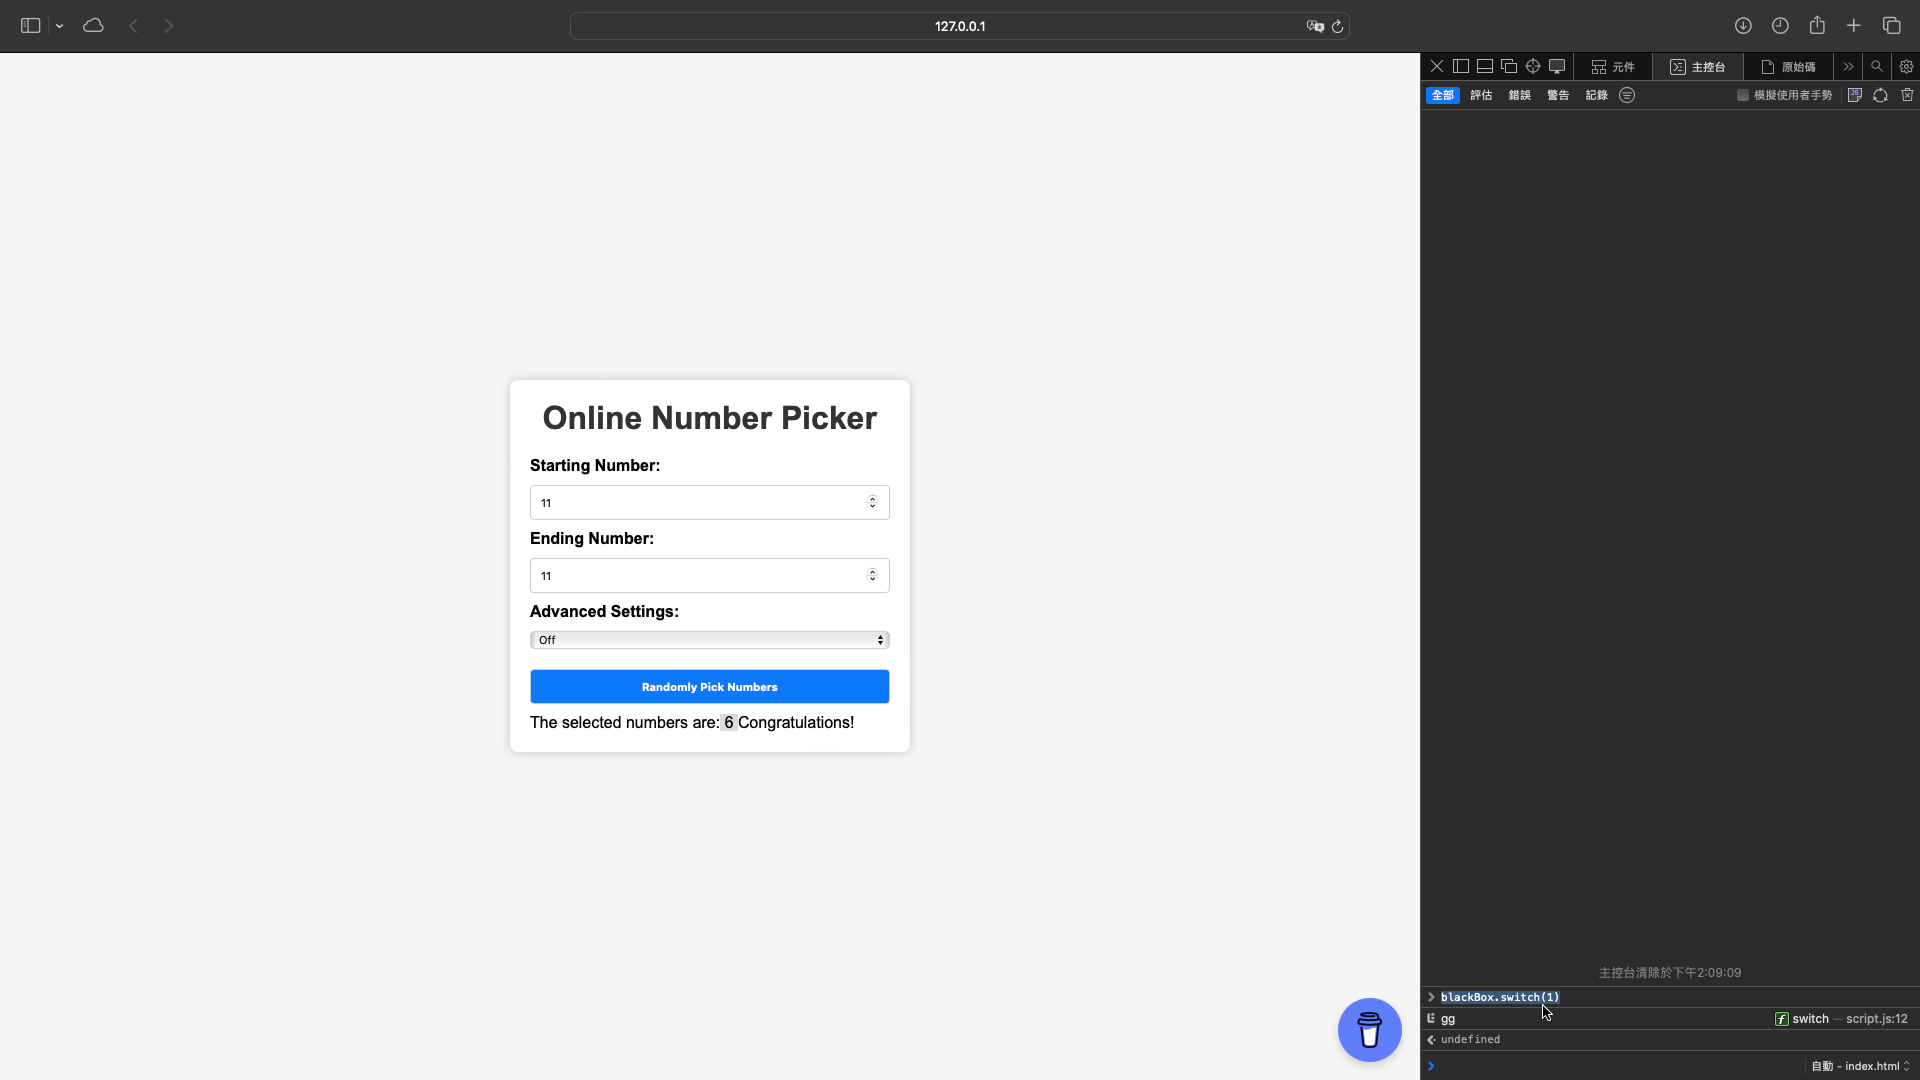 127.0.0.1
元件
主控台
原始碼
全部 評估 錯誤 警告 記錄
模擬使用者手勢
Online Number Picker
Starting Number:
11
Ending Number:
11
Advanced Settings:
Off
Randomly Pick Numbers
The selected numbers are: 6 Congratulations!
主控台清除於下午2:09:09
blackBox.switch(1)
gg
f switch — script.js:12
undefined
自動 - index.html